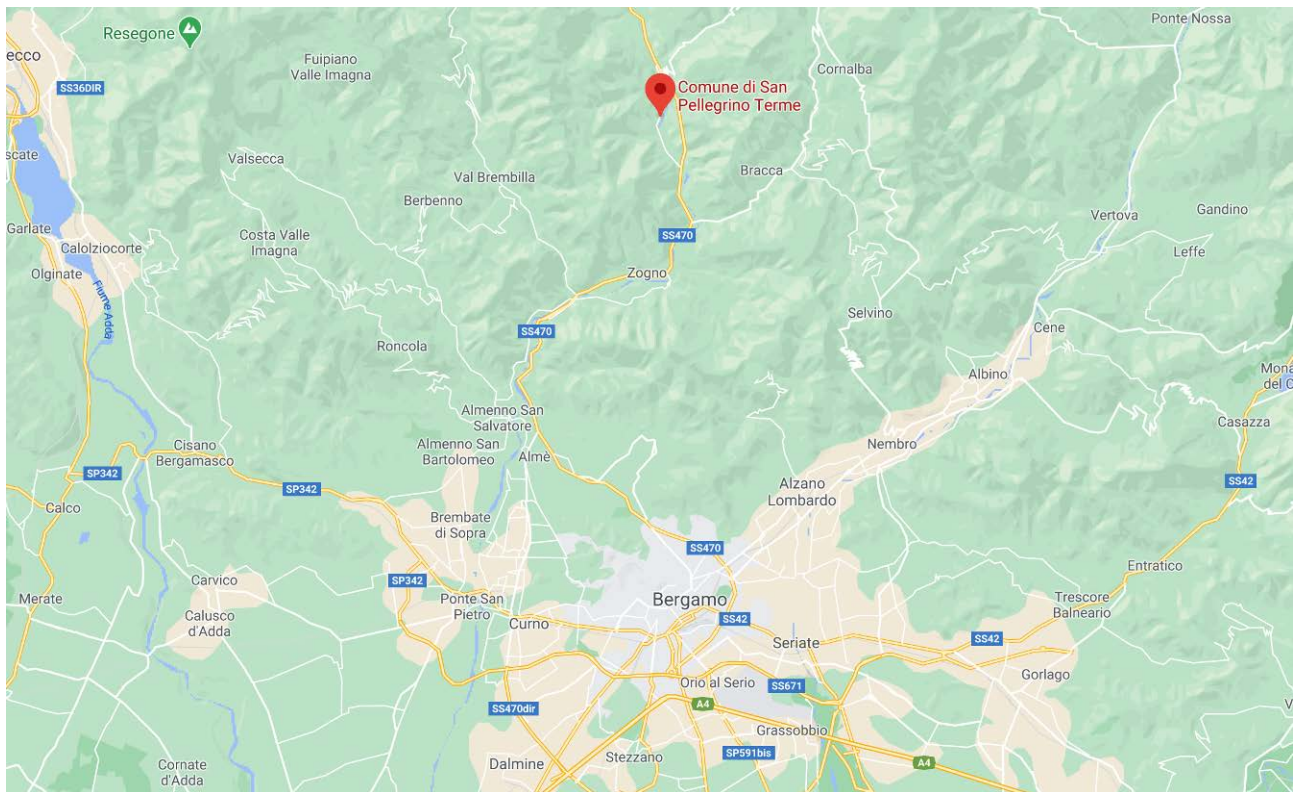 Ponte Nossa
Resegone
ecco
Fuipiano
Valle Imagna
Cornalba
SS36DIR
Comune di San
Pellegrino Terme
scate
Valsecca
Val Brembilla
Bracca
Berbenno
Garlate
Costa Valle
Imagna
Vertova
Gandino
Calolziocorte
SS470
Leffe
Olginate
Zogno
Fiume Adda
Selvino
SS470
Cene
Roncola
Albino
Mona
del C
Almenno San
Salvatore
Casazza
Cisano
Bergamasco
Almenno San
Bartolomeo
Almè
Nembro
SP342
SP342
Alzano
Lombardo
SS42
Calco
Brembate
di Sopra
SS470
Entratico
Carvico
SP342
Merate
Ponte San
Pietro
Bergamo
Trescore
Balneario
Calusco
d'Adda
Curno
SS42
Seriate
SS42
Orio al Serio
SS671
Gorlago
SS470dir
A4
V
Grassobbio
Stezzano
SP591bis
Dalmine
A4
Cornate
d'Adda